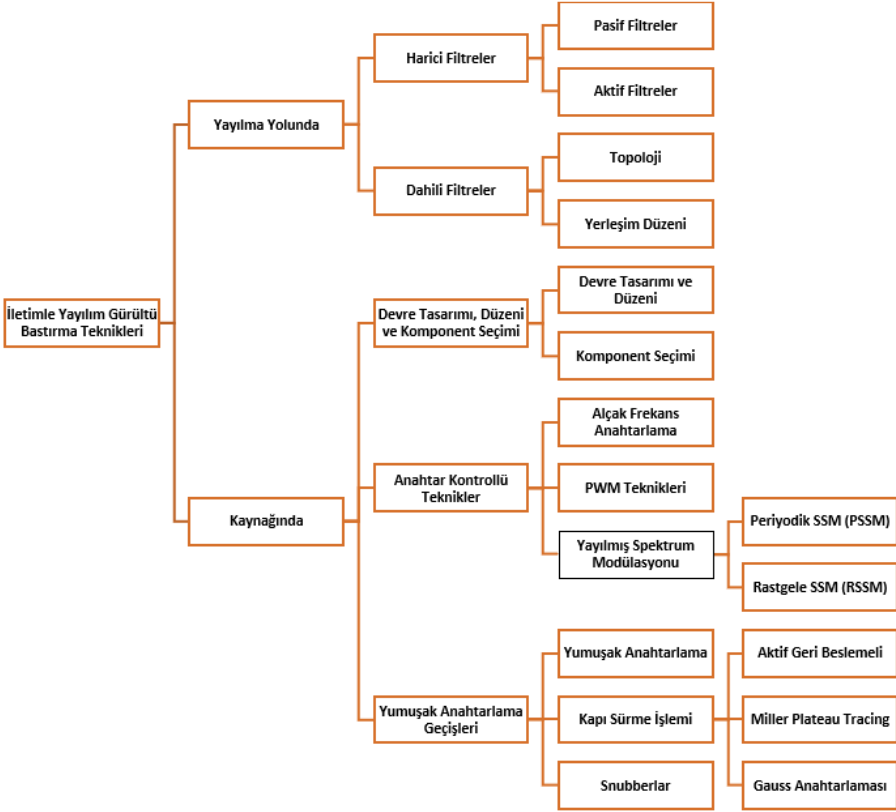 İletimle Yayılım Gürültü
Bastırma Teknikleri
Yayılma Yolunda
Harici Filtreler
Pasif Filtreler
Aktif Filtreler
Dahili Filtreler
Topoloji
Yerleşim Düzeni
Kaynağında
Devre Tasarımı, Düzeni
ve Komponent Seçimi
Devre Tasarımı ve
Düzeni
Komponent Seçimi
Anahtar Kontrollü
Teknikler
Alçak Frekans
Anahtarlama
PWM Teknikleri
Yayılmış Spektrum
Modülasyonu
Periyodik SSM (PSSM)
Rastgele SSM (RSSM)
Yumuşak Anahtarlama
Geçişleri
Yumuşak Anahtarlama
Kapı Sürme İşlemi
Aktif Geri Beslemeli
Miller Plateau Tracing
Gauss Anahtarlaması
Snubberlar